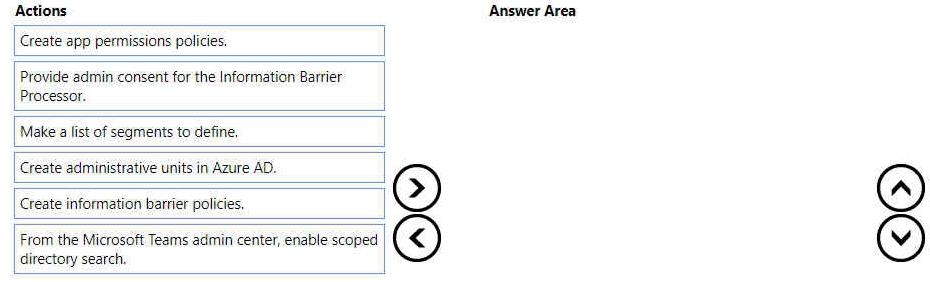 Actions
Answer Area
Create app permissions policies.
Provide admin consent for the Information Barrier
Processor.
Make a list of segments to define.
Create administrative units in Azure AD.
Create information barrier policies.
From the Microsoft Teams admin center, enable scoped
directory search.